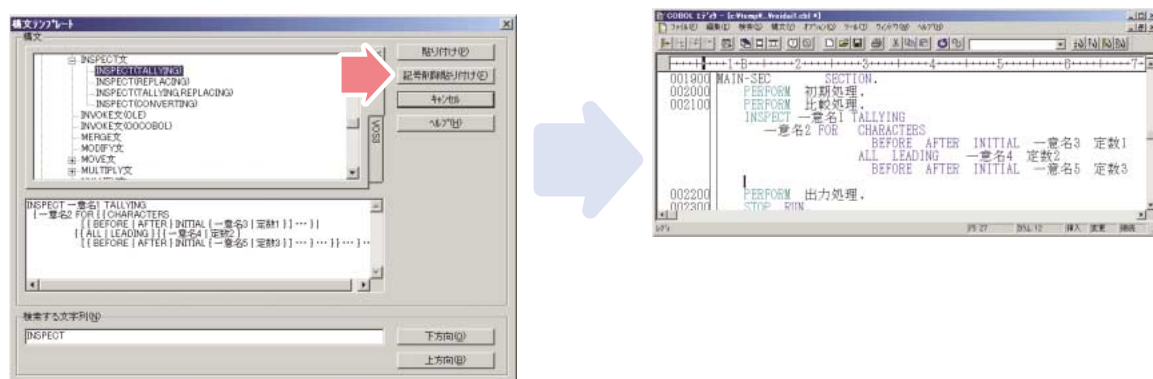 構文テンプレート
構文
INSPECT文
INSPECT(TALLYING)
INSPECT(REPLACING)
INSPECT(TALLYING,REPLACING)
INSPECT(CONVERTING)
INVOKE文(OLE)
INVOKE文(OOCOBOL)
MERGE文
MODIFY文
MOVE文
MULTIPLY文
VOS3
貼り付け(P)
記号削除貼り付け(E)
キャンセル
ヘルプ(H)
INSPECT 一意名1 TALLYING
{一意名2 FOR {{CHARACTERS
[{BEFORE | AFTER} INITIAL {一意名3 | 定数1}] … }|
{{ALL | LEADING} {{一意名4 | 定数2}
[{BEFORE | AFTER} INITIAL {一意名5 | 定数3}] … } … }} … } …
検索する文字列(N)
INSPECT
下方向(O)
上方向(B)
COBOL エディタ
001900 MAIN-SEC SECTION.
002000 PERFORM 初期処理.
002100 PERFORM 比較処理.
INSPECT 一意名1 TALLYING
一意名2 FOR CHARACTERS
BEFORE AFTER INITIAL 一意名3 定数1
ALL LEADING 一意名4 定数2
BEFORE AFTER INITIAL 一意名5 定数3
002200 PERFORM 出力処理.
002300 STOP RUN.
挿入 変更